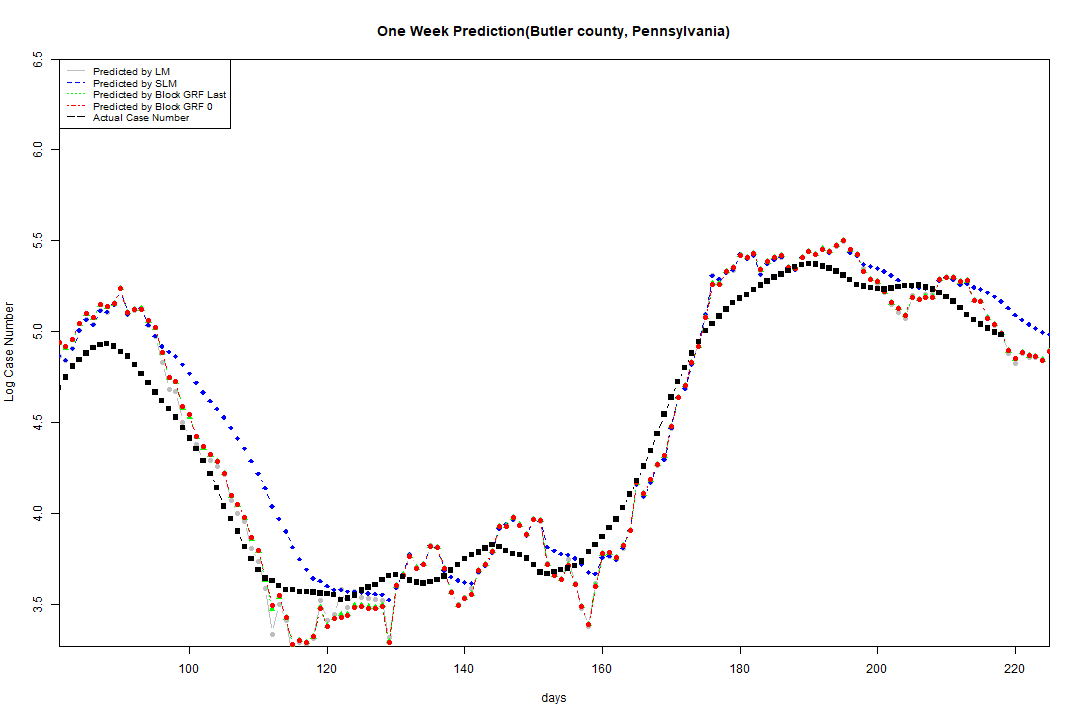 One Week Prediction(Butler county, Pennsylvania)
Predicted by LM
Predicted by SLM
Predicted by Block GRF Last
Predicted by Block GRF 0
Actual Case Number
Log Case Number
6.5
6.0
5.5
5.0
4.5
4.0
3.5
100 120 140 160 180 200 220
days